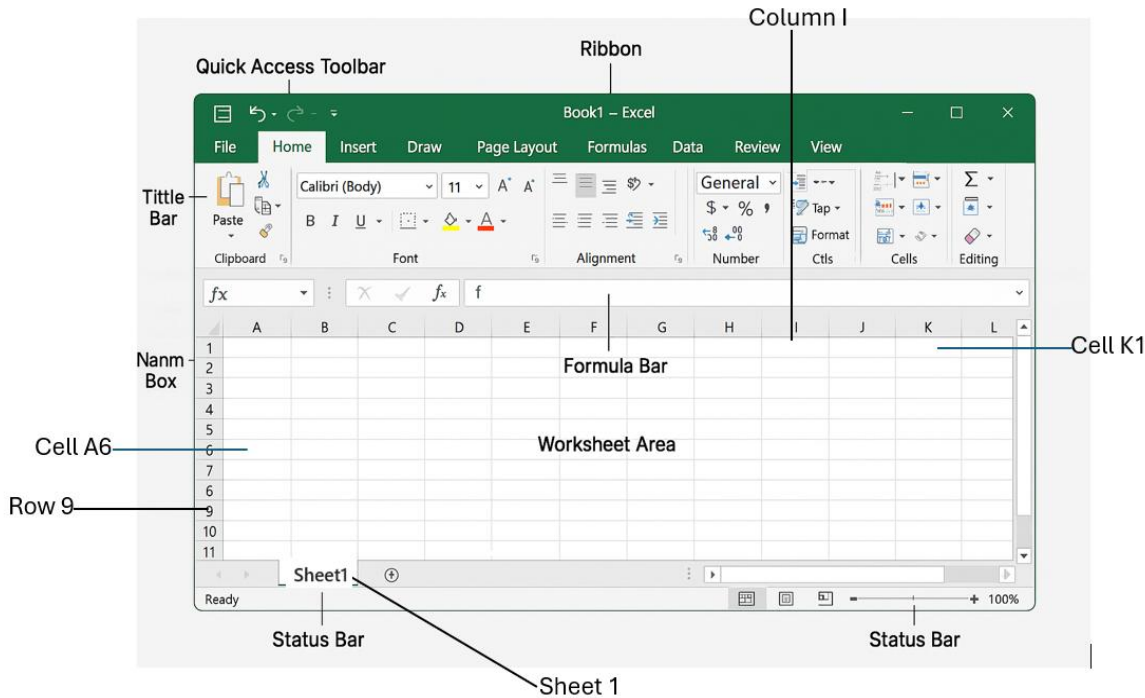 Column I
Ribbon
Quick Access Toolbar
Book1 – Excel
File Home Insert Draw Page Layout Formulas Data Review View
Tittle
Bar
Paste
Calibri (Body) 11 A A
B I U A
General
$ % ,
Tap
Format
Clipboard Font Alignment Number Ctls Cells Editing
fx fx f
A B C D E F G H I J K L
Cell K1
Nanm
Box
Formula Bar
1
2
3
4
5
Cell A6 6 Worksheet Area
7
6
Row 9 9
10
11
Sheet1
Ready 100%
Status Bar Status Bar
Sheet 1